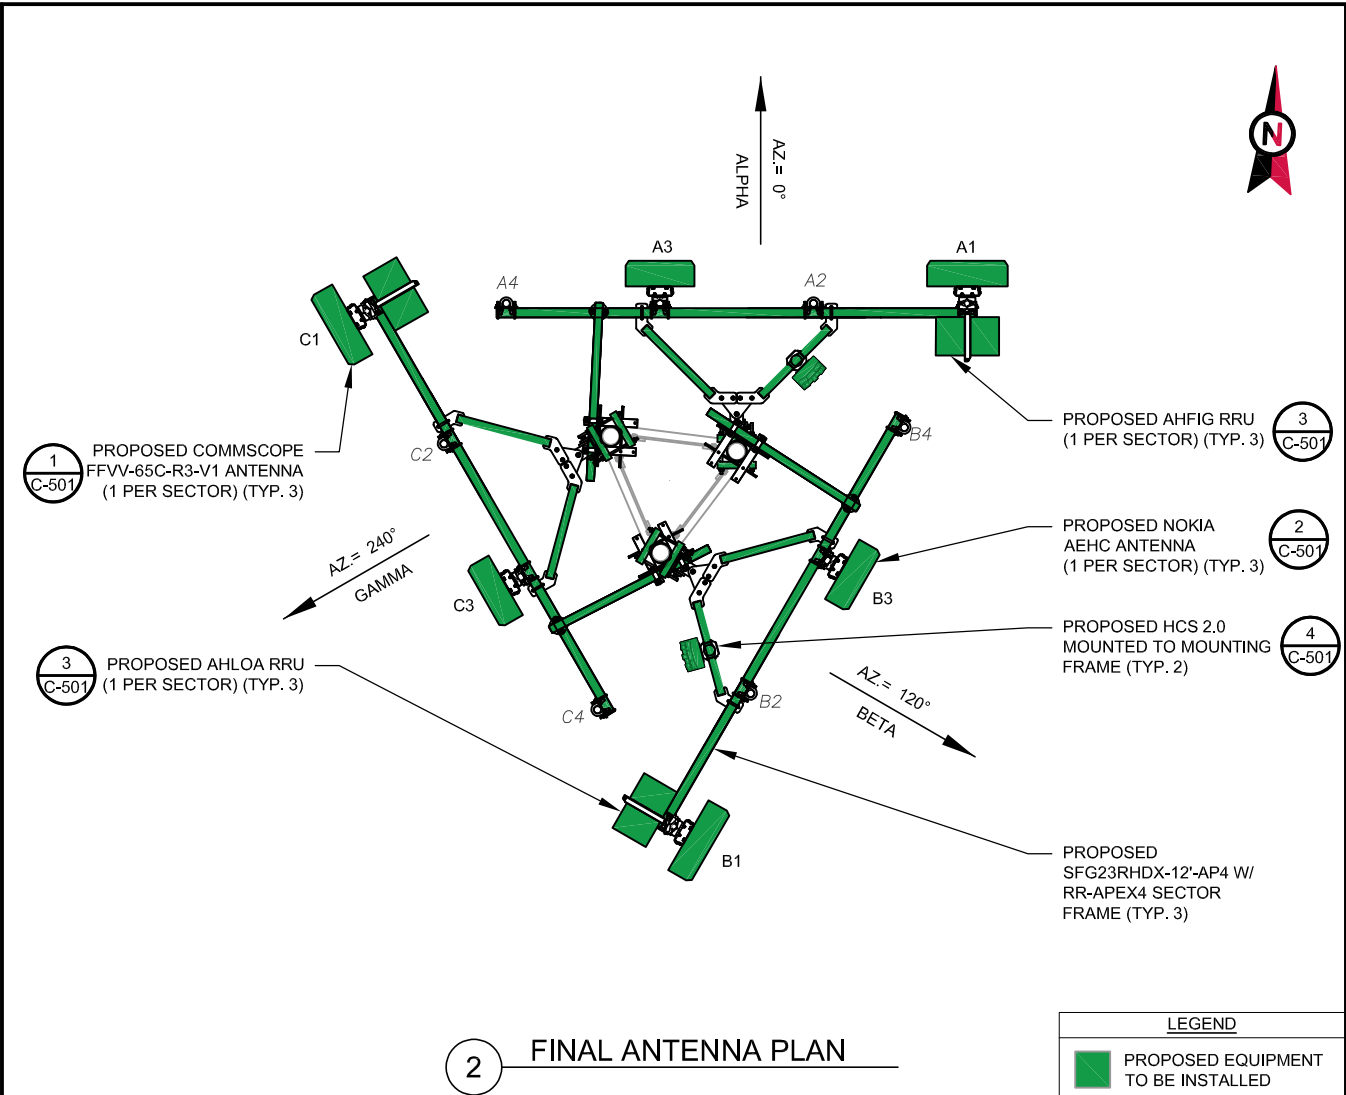 N
AZ.= 0°
ALPHA
A3
A1
A4
A2
C1
C2
B4
PROPOSED AHFIG RRU
(1 PER SECTOR) (TYP. 3)
3
C-501
1
C-501
PROPOSED COMMSCOPE
FFVV-65C-R3-V1 ANTENNA
(1 PER SECTOR) (TYP. 3)
PROPOSED NOKIA
AEHC ANTENNA
(1 PER SECTOR) (TYP. 3)
2
C-501
AZ.= 240°
GAMMA
C3
B3
PROPOSED HCS 2.0
MOUNTED TO MOUNTING
FRAME (TYP. 2)
4
C-501
3
C-501
PROPOSED AHLOA RRU
(1 PER SECTOR) (TYP. 3)
C4
B2
AZ.= 120°
BETA
B1
PROPOSED
SFG23RHDX-12'-AP4 W/
RR-APEX4 SECTOR
FRAME (TYP. 3)
2
FINAL ANTENNA PLAN
LEGEND
PROPOSED EQUIPMENT
TO BE INSTALLED